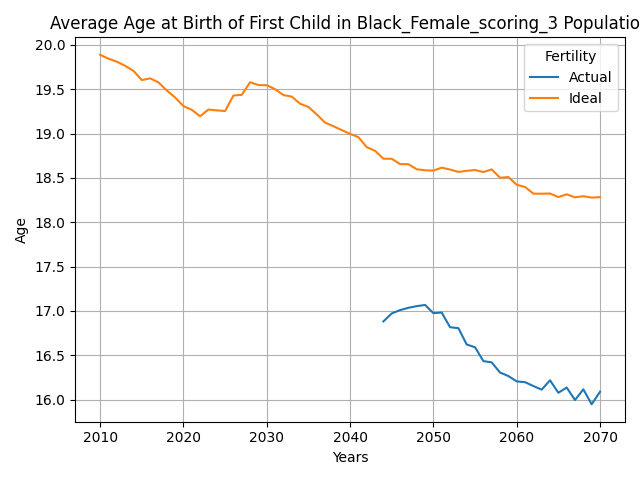 Average Age at Birth of First Child in Black_Female_scoring_3 Populatio
Fertility
Actual
Ideal
20.0
19.5
19.0
18.5
18.0
17.5
17.0
16.5
16.0
Age
2010 2020 2030 2040 2050 2060 2070
Years